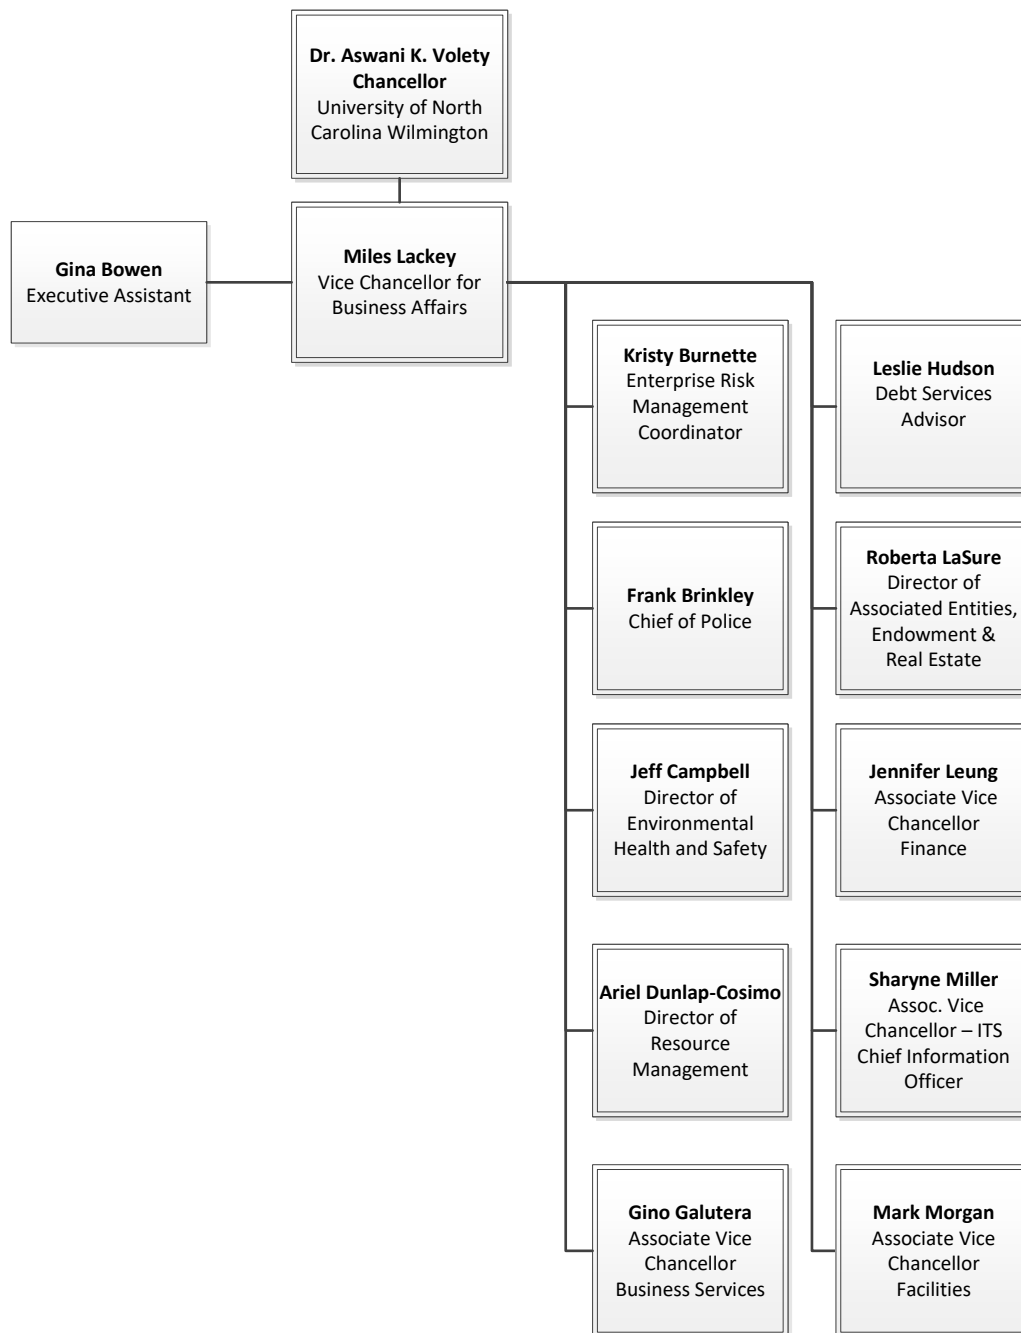 Dr. Aswani K. Volety
Chancellor
University of North
Carolina Wilmington
Gina Bowen
Executive Assistant
Miles Lackey
Vice Chancellor for
Business Affairs
Kristy Burnette
Enterprise Risk
Management
Coordinator
Leslie Hudson
Debt Services
Advisor
Frank Brinkley
Chief of Police
Roberta LaSure
Director of
Associated Entities,
Endowment &
Real Estate
Jeff Campbell
Director of
Environmental
Health and Safety
Jennifer Leung
Associate Vice
Chancellor
Finance
Ariel Dunlap-Cosimo
Director of
Resource
Management
Sharyne Miller
Assoc. Vice
Chancellor – ITS
Chief Information
Officer
Gino Galutera
Associate Vice
Chancellor
Business Services
Mark Morgan
Associate Vice
Chancellor
Facilities